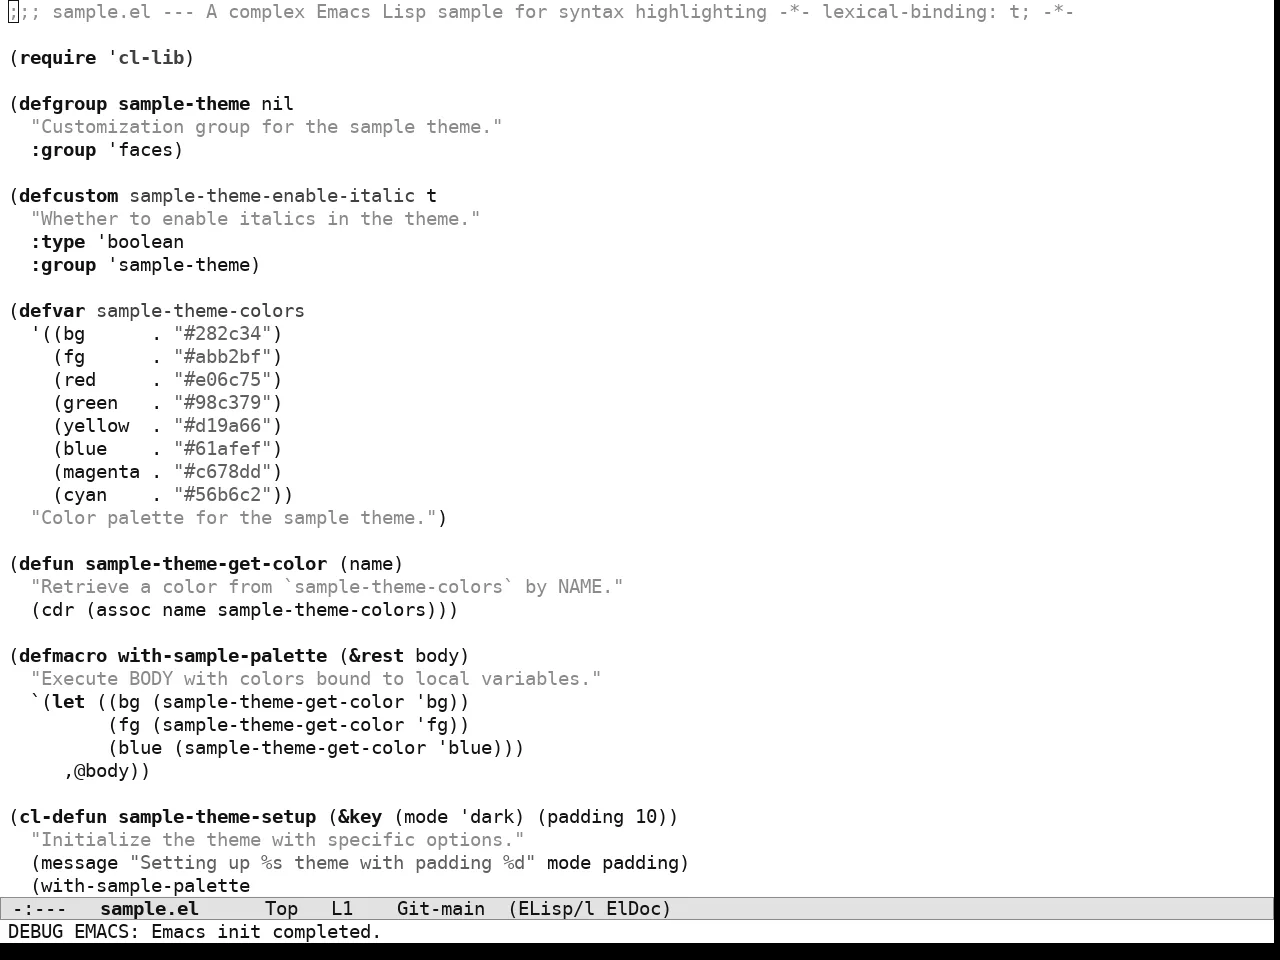 ;;; sample.el --- A complex Emacs Lisp sample for syntax highlighting -*- lexical-binding: t; -*-

(require 'cl-lib)

(defgroup sample-theme nil
  "Customization group for the sample theme."
  :group 'faces)

(defcustom sample-theme-enable-italic t
  "Whether to enable italics in the theme."
  :type 'boolean
  :group 'sample-theme)

(defvar sample-theme-colors
  '((bg      . "#282c34")
    (fg      . "#abb2bf")
    (red     . "#e06c75")
    (green   . "#98c379")
    (yellow  . "#d19a66")
    (blue    . "#61afef")
    (magenta . "#c678dd")
    (cyan    . "#56b6c2"))
  "Color palette for the sample theme.")

(defun sample-theme-get-color (name)
  "Retrieve a color from `sample-theme-colors` by NAME."
  (cdr (assoc name sample-theme-colors)))

(defmacro with-sample-palette (&rest body)
  "Execute BODY with colors bound to local variables."
  `(let ((bg (sample-theme-get-color 'bg))
         (fg (sample-theme-get-color 'fg))
         (blue (sample-theme-get-color 'blue)))
     ,@body))

(cl-defun sample-theme-setup (&key (mode 'dark) (padding 10))
  "Initialize the theme with specific options."
  (message "Setting up %s theme with padding %d" mode padding)
  (with-sample-palette
-:---   sample.el      Top   L1    Git-main  (ELisp/l ElDoc)
DEBUG EMACS: Emacs init completed.